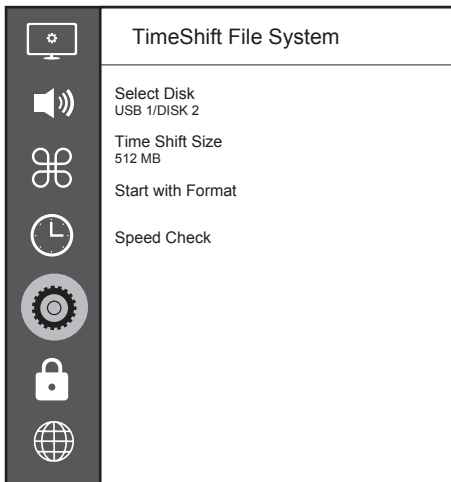 TimeShift File System
Select Disk
USB 1/DISK 2
Time Shift Size
512 MB
Start with Format
Speed Check